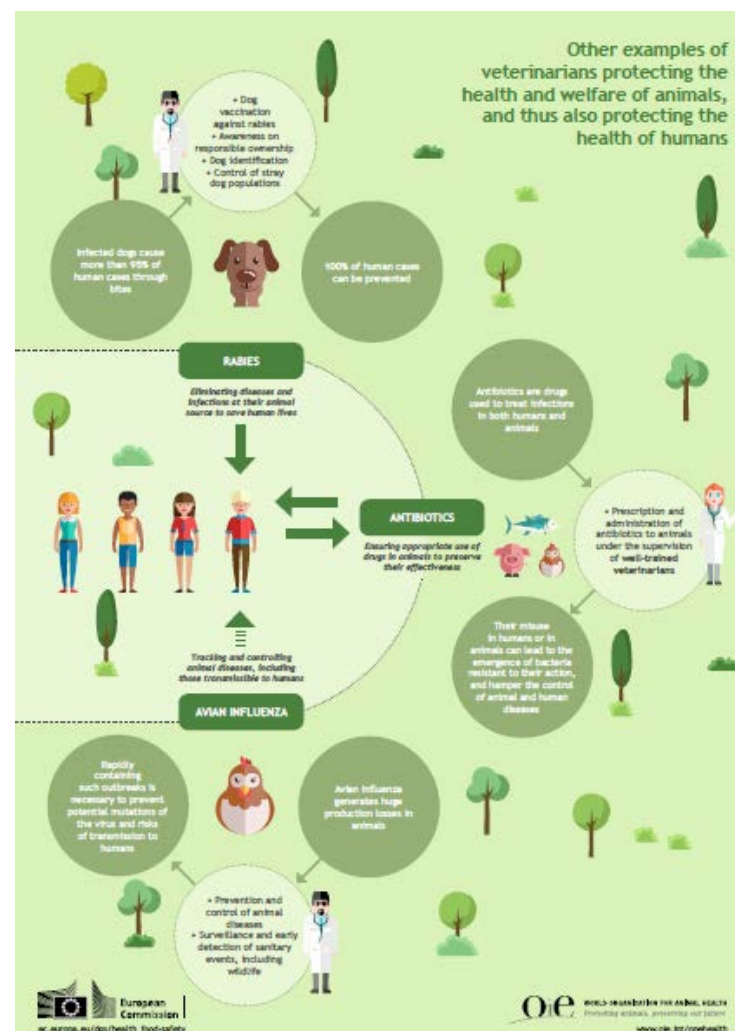 Other examples of
veterinarians protecting the
health and welfare of animals,
and thus also protecting the
health of humans
+ Dog
vaccination
against rabies
+ Awareness on
responsible ownership
+ Dog identification
+ Control of stray
dog populations
Infected dogs cause
more than 95% of
human cases through
bites
100% of human cases
can be prevented
RABIES
Eliminating diseases and
infections at their animal
source to save human lives
Antibiotics are drugs
used to treat infections
in both humans and
animals
ANTIBIOTICS
Ensuring appropriate use of
drugs in animals to preserve
their effectiveness
+ Prescription and
administration of
antibiotics to animals
under the supervision
of well-trained
veterinarians
Their misuse
in humans or in
animals can lead to the
emergence of bacteria
resistant to their action,
and hamper the control
of animal and human
diseases
Tracking and controlling
animal diseases, including
those transmissible to humans
AVIAN INFLUENZA
Rapidly
containing
such outbreaks is
necessary to prevent
potential mutations of
the virus and risks
of transmission to
humans
Avian influenza
generates huge
production losses in
animals
+ Prevention and
control of animal
diseases
+ Surveillance and early
detection of sanitary
events, including
wildlife
European
Commission
ec.europa.eu/dgs/health_food-safety
Oie WORLD ORGANISATION FOR ANIMAL HEALTH
Protecting animals, preserving our future
www.oie.int/onehealth